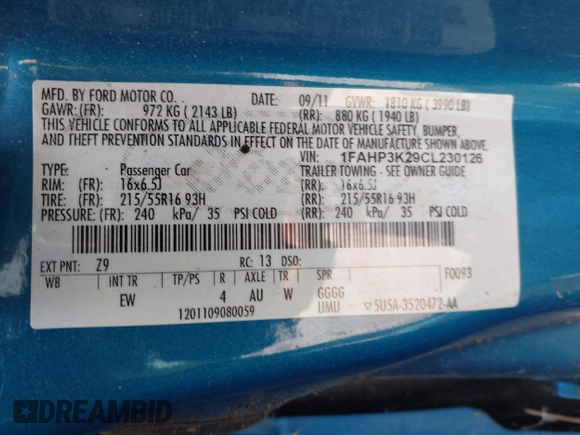 MFD. BY FORD MOTOR CO.
DATE: 09/11 GVWR: 1810 KG ( 3990 LB)
GAWR: (FR): 972 KG ( 2143 LB) (RR): 880 KG ( 1940 LB)
THIS VEHICLE CONFORMS TO ALL APPLICABLE FEDERAL MOTOR VEHICLE SAFETY, BUMPER,
AND THEFT PREVENTION STANDARDS IN EFFECT ON THE DATE OF MANUFACTURE SHOWN ABOVE.
VIN: 1FAHP3K29CL230126
TYPE: Passenger Car TRAILER TOWING - SEE OWNER GUIDE
RIM: (FR): 16x6.5J (RR): 16x6.5J
TIRE: (FR): 215/55R16 93H (RR): 215/55R16 93H
PRESSURE: (FR): 240 kPa/ 35 PSI COLD (RR): 240 kPa/ 35 PSI COLD
EXT PNT: Z9 RC: 13 DSO: F0093
WB INT TR TP/PS R AXLE TR SPR
EW 4 AU W GGGG
UMU
1201109080059 5U5A-3520472-AA
DREAMBID